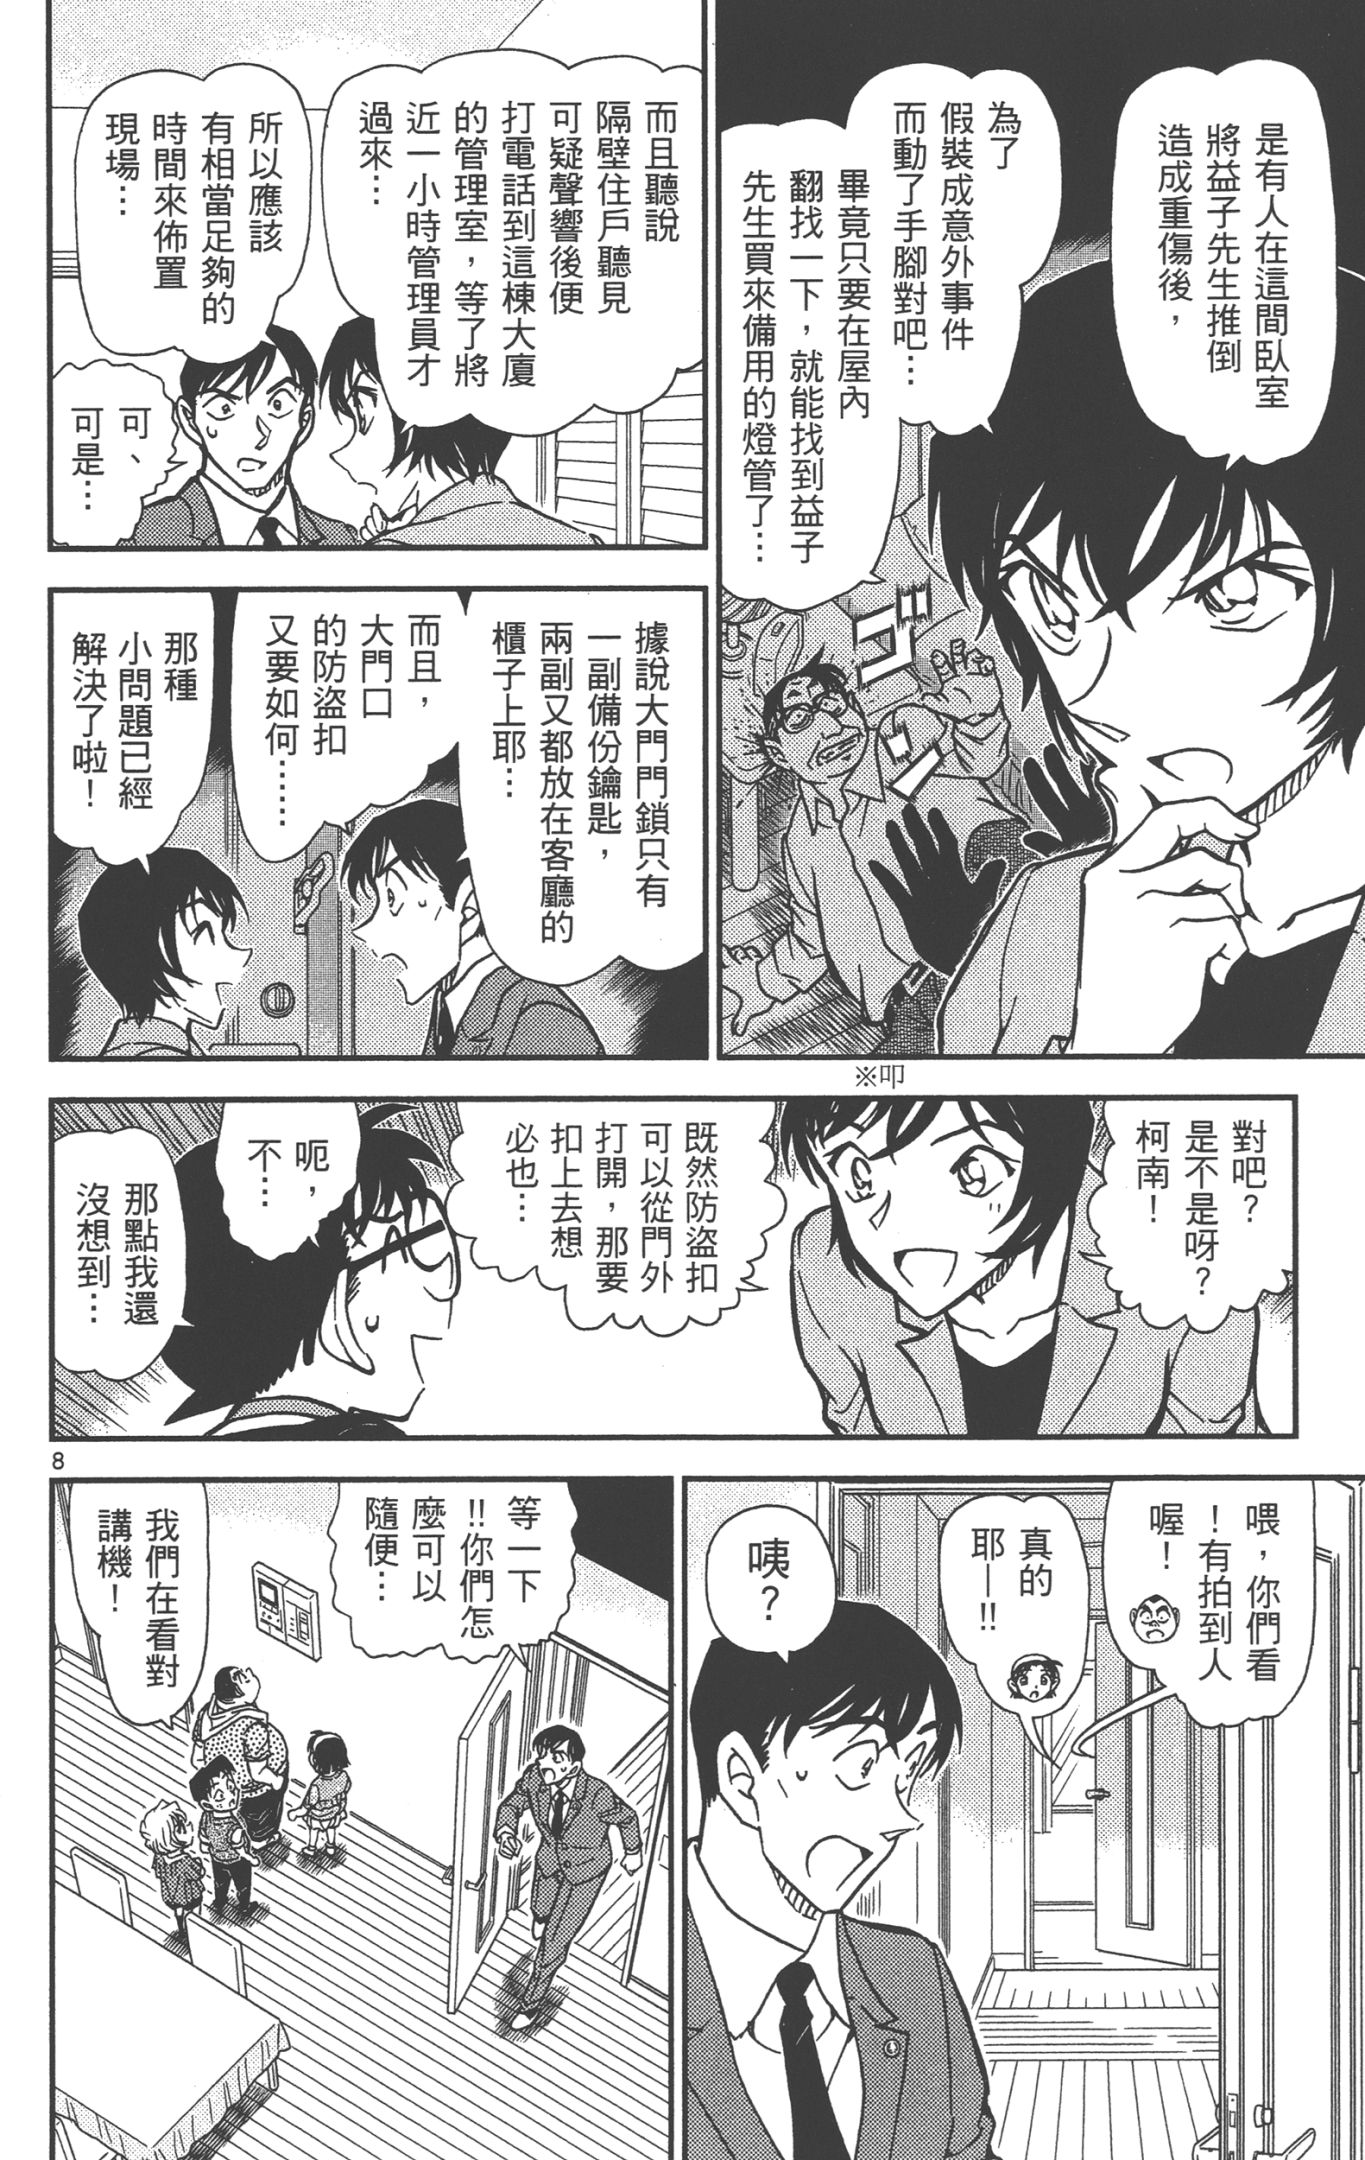 是有人在這間臥室
將益子先生推倒
造成重傷後，
為了
假裝成意外事件
而動了手腳對吧…
畢竟只要在屋內
翻找一下，就能找到益子
先生買來備用的燈管了…
ゴン
※叩
而且聽說
隔壁住戶聽見
可疑聲響後便
打電話到這棟大廈
的管理室，等了將
近一小時管理員才
過來…
所以應該
有相當足夠的
時間來佈置
現場…
可、
可是…
據說大門門鎖只有
一副備份鑰匙，
兩副又都放在客廳的
櫃子上耶…
而且，
大門口
的防盜扣
又要如何……
那種
小問題已經
解決了啦！
對吧？
是不是呀？
柯南！
既然防盜扣
可以從門外
打開，那要
扣上去想
必也…
呃，
不…
那點我還
沒想到…
8
喂，你們看
！有拍到人
喔！
真的
耶—!!
咦？
等一下
!!你們怎
麼可以
隨便…
我們在看對
講機！